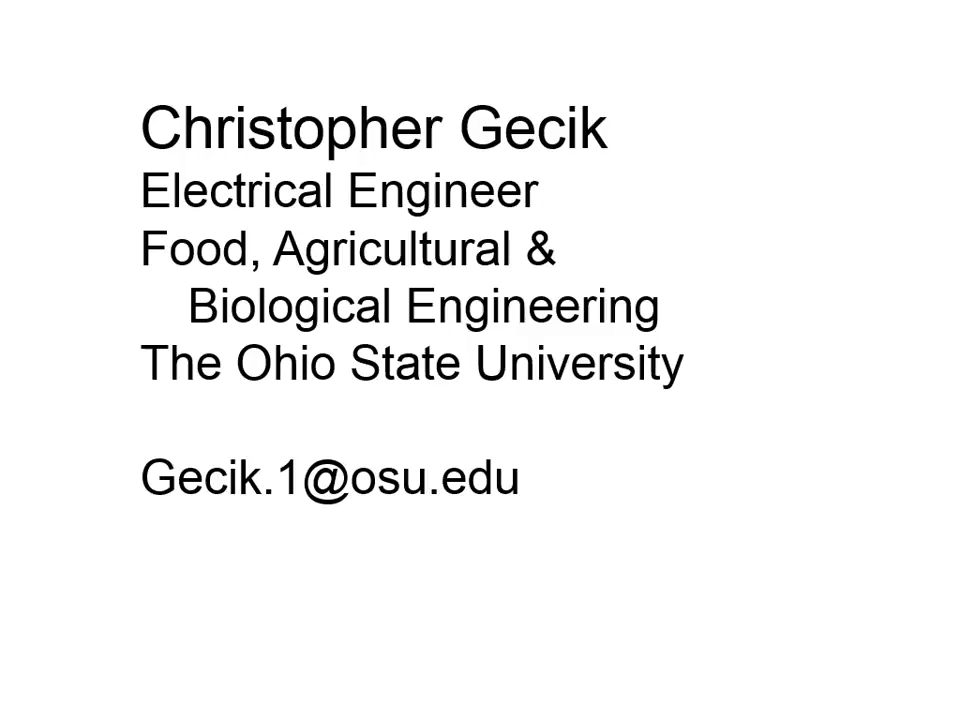 Christopher Gecik
Electrical Engineer
Food, Agricultural &
Biological Engineering
The Ohio State University
Gecik.1@osu.edu